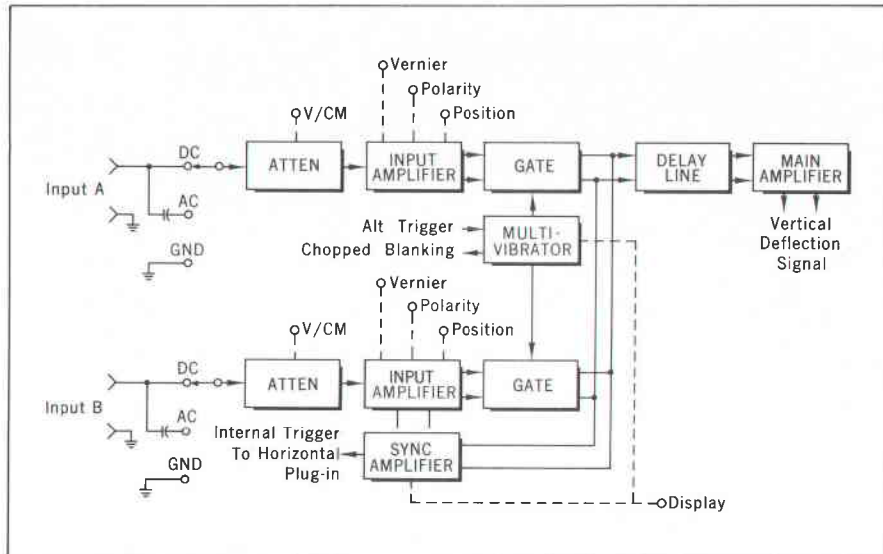 Vernier
Polarity
V/CM
Position
DC
ATTEN
INPUT
AMPLIFIER
GATE
DELAY
LINE
MAIN
AMPLIFIER
Input A
AC
Alt Trigger
Chopped Blanking
MULTI-
VIBRATOR
Vertical
Deflection
Signal
GND
Vernier
Polarity
V/CM
Position
DC
ATTEN
INPUT
AMPLIFIER
GATE
Input B
AC
Internal Trigger
To Horizontal
Plug-in
SYNC
AMPLIFIER
GND
Display